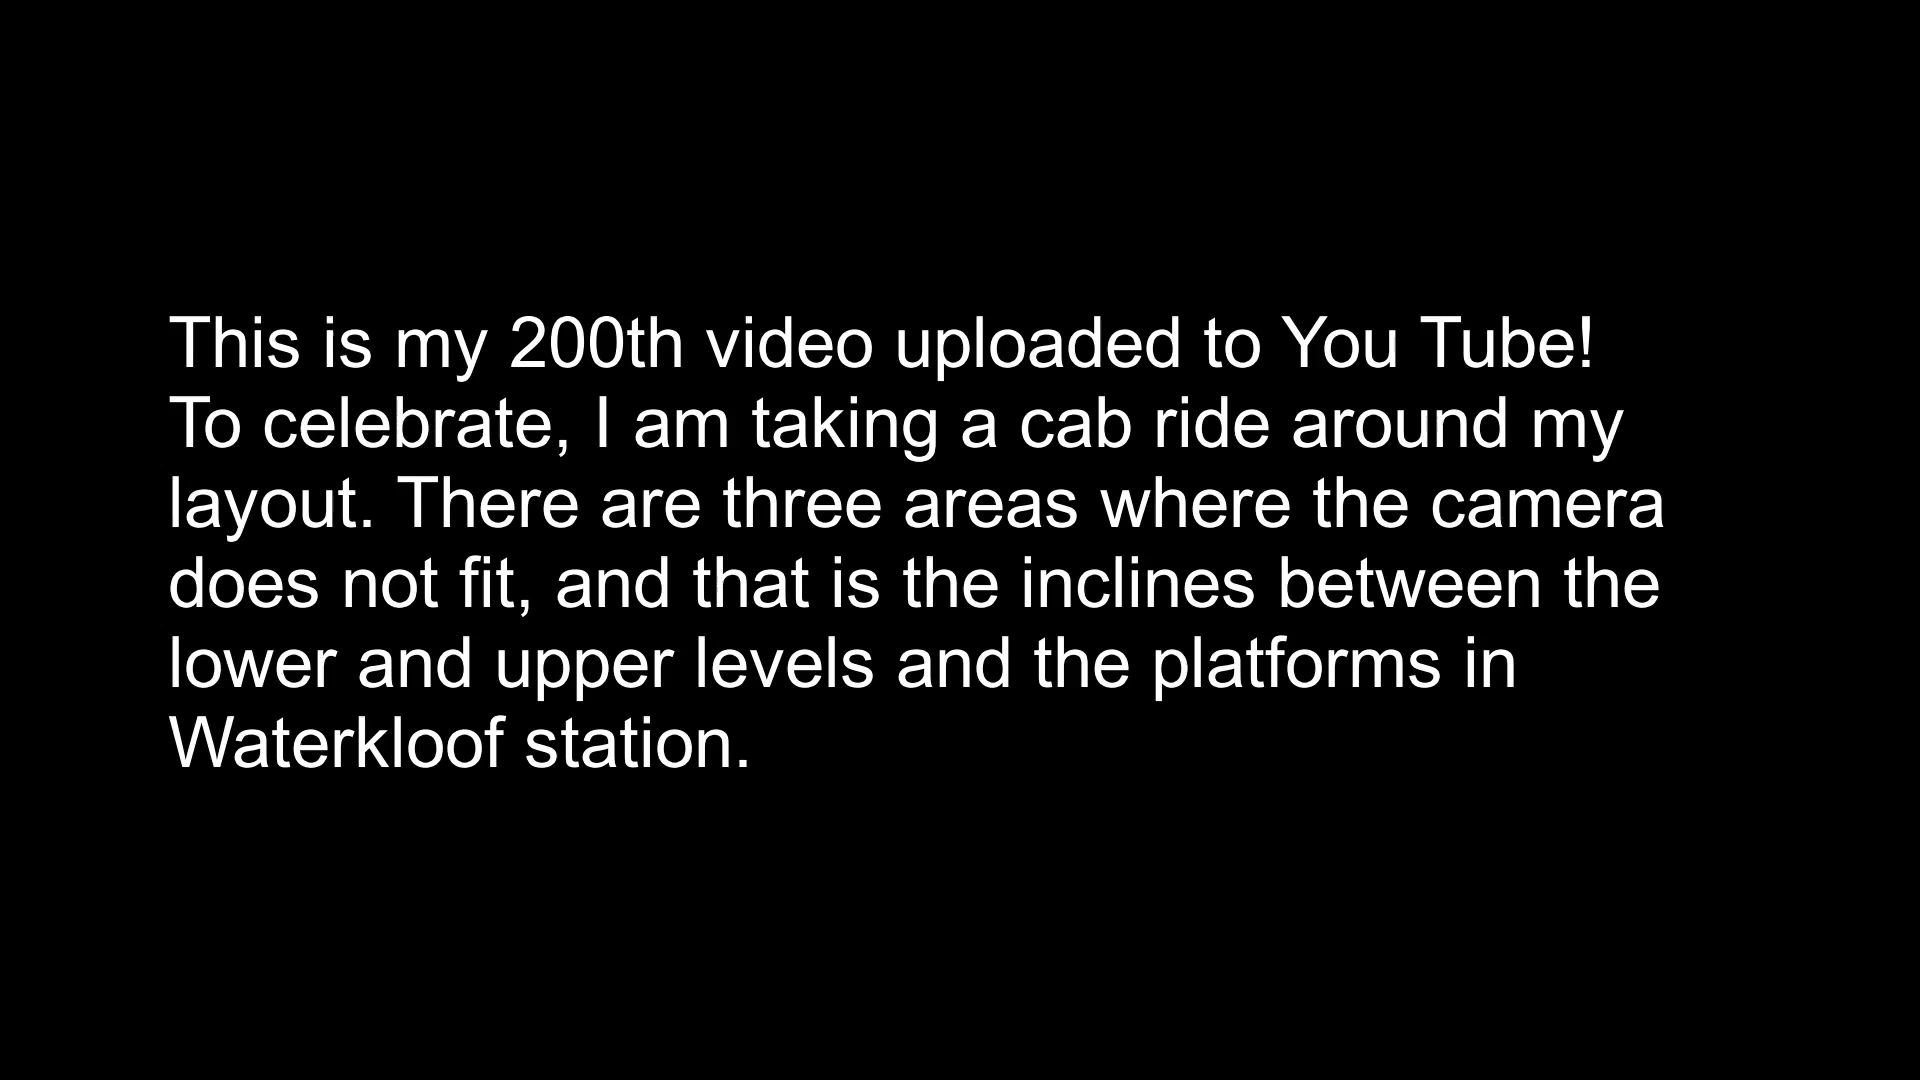 This is my 200th video uploaded to You Tube!
To celebrate, I am taking a cab ride around my
layout. There are three areas where the camera
does not fit, and that is the inclines between the
lower and upper levels and the platforms in
Waterkloof station.